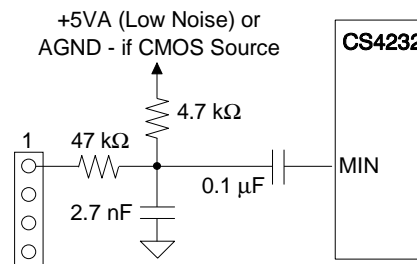 +5VA (Low Noise) or
AGND - if CMOS Source
CS4232
4.7 kΩ
1
47 kΩ
MIN
0.1 µF
2.7 nF